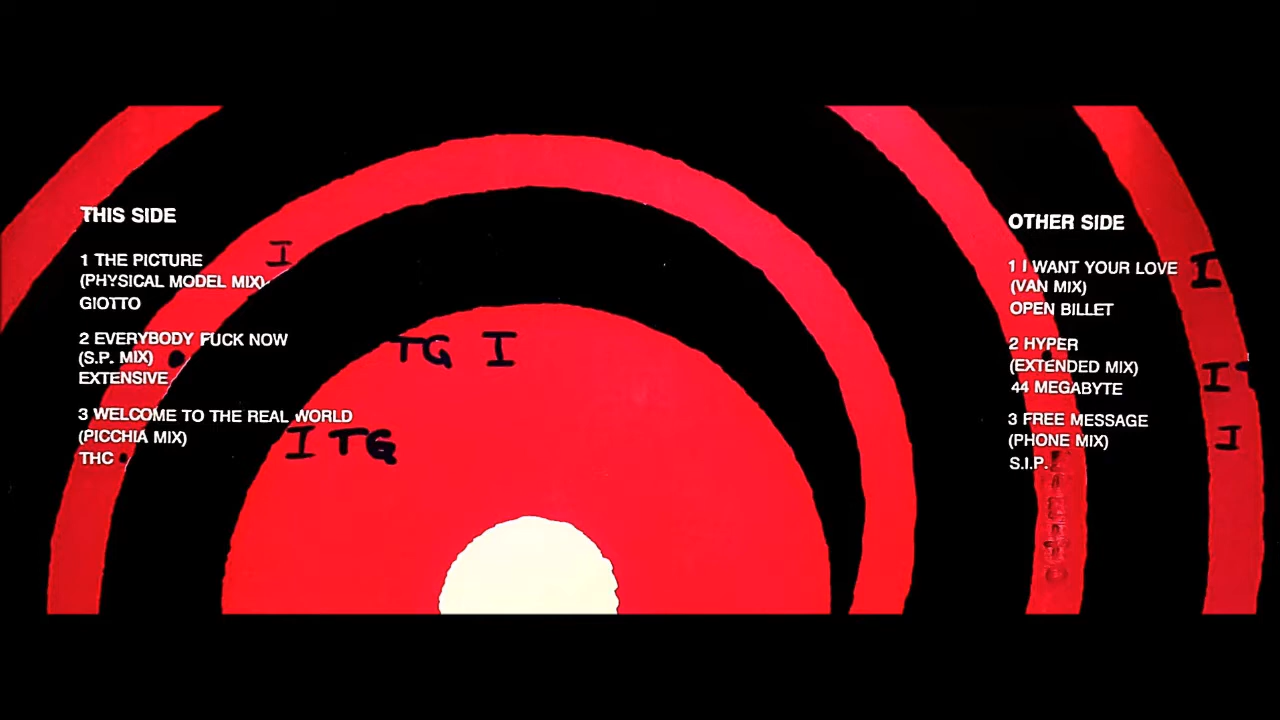 THIS SIDE
1 THE PICTURE I
(PHYSICAL MODEL MIX)
GIOTTO
2 EVERYBODY FUCK NOW TG I
(S.P. MIX)
EXTENSIVE
3 WELCOME TO THE REAL WORLD
(PICCHIA MIX) I TG
THC
OTHER SIDE
1 I WANT YOUR LOVE I
(VAN MIX)
OPEN BILLET
2 HYPER
(EXTENDED MIX) I
44 MEGABYTE
3 FREE MESSAGE
(PHONE MIX) I
S.I.P.